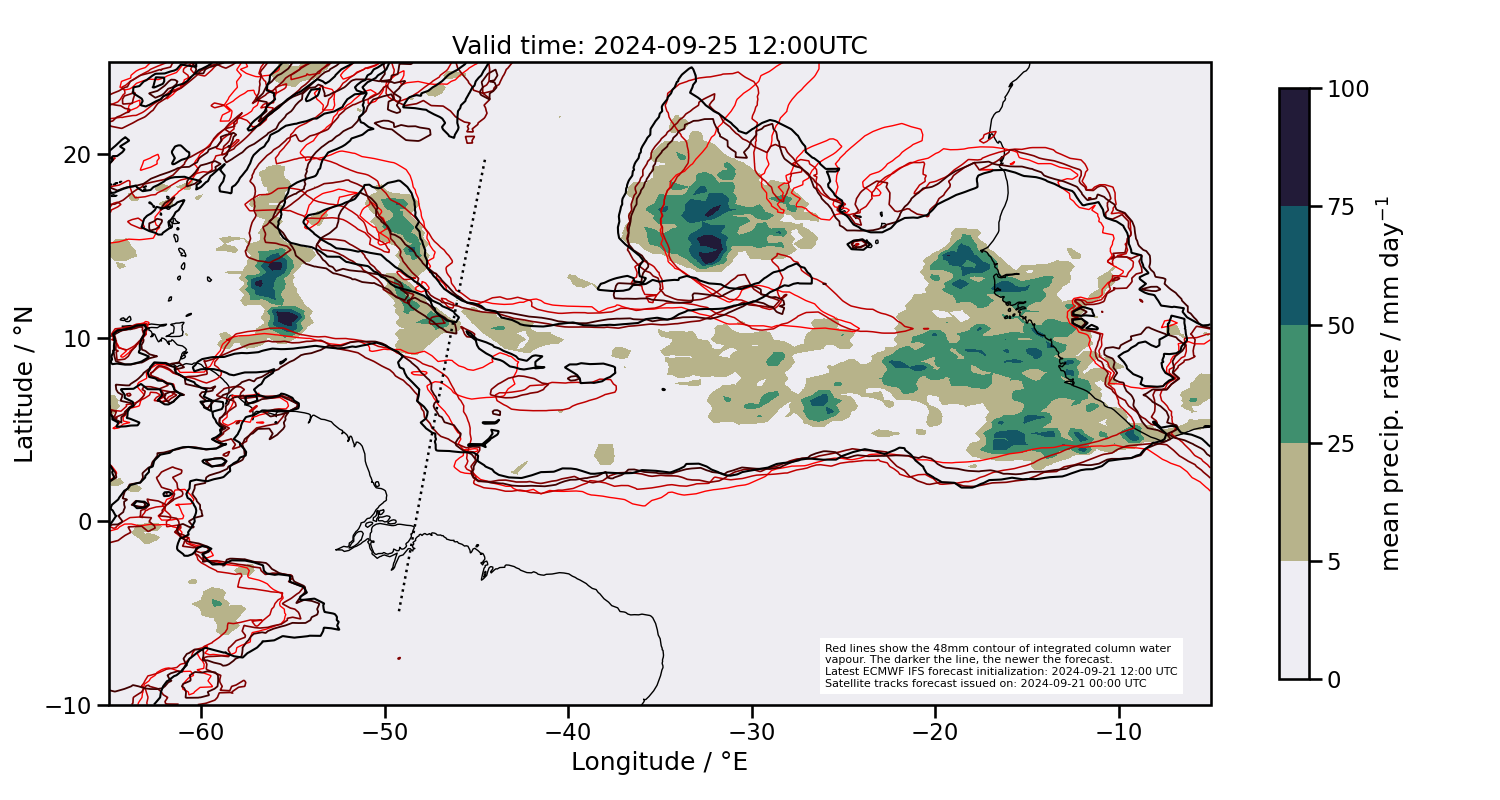 Valid time: 2024-09-25 12:00UTC
20
10
0
−10
Latitude / °N
−60
−50
−40
−30
−20
−10
Longitude / °E
Red lines show the 48mm contour of integrated column water
vapour. The darker the line, the newer the forecast.
Latest ECMWF IFS forecast initialization: 2024-09-21 12:00 UTC
Satellite tracks forecast issued on: 2024-09-21 00:00 UTC
100
75
50
25
5
0
mean precip. rate / mm day⁻¹